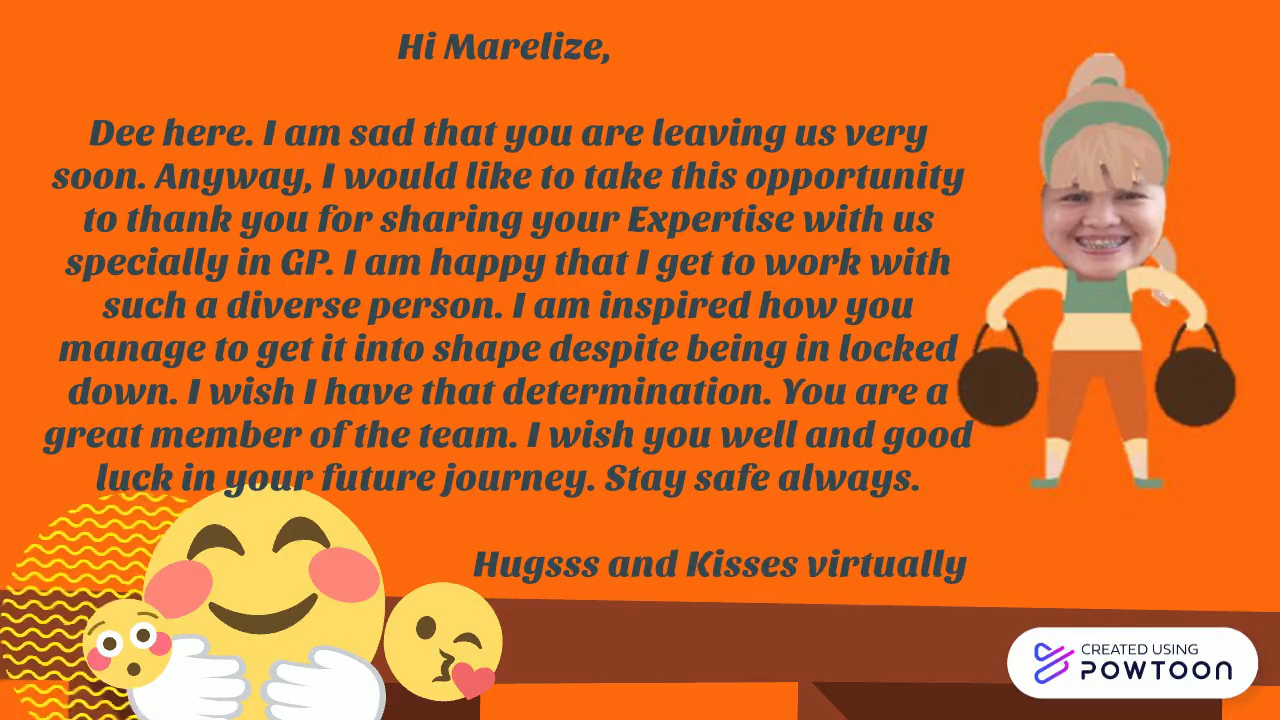 Hi Marelize,
Dee here. I am sad that you are leaving us very
soon. Anyway, I would like to take this opportunity
to thank you for sharing your Expertise with us
specially in GP. I am happy that I get to work with
such a diverse person. I am inspired how you
manage to get it into shape despite being in locked
down. I wish I have that determination. You are a
great member of the team. I wish you well and good
luck in your future journey. Stay safe always.
Hugsss and Kisses virtually
CREATED USING
POWTOON